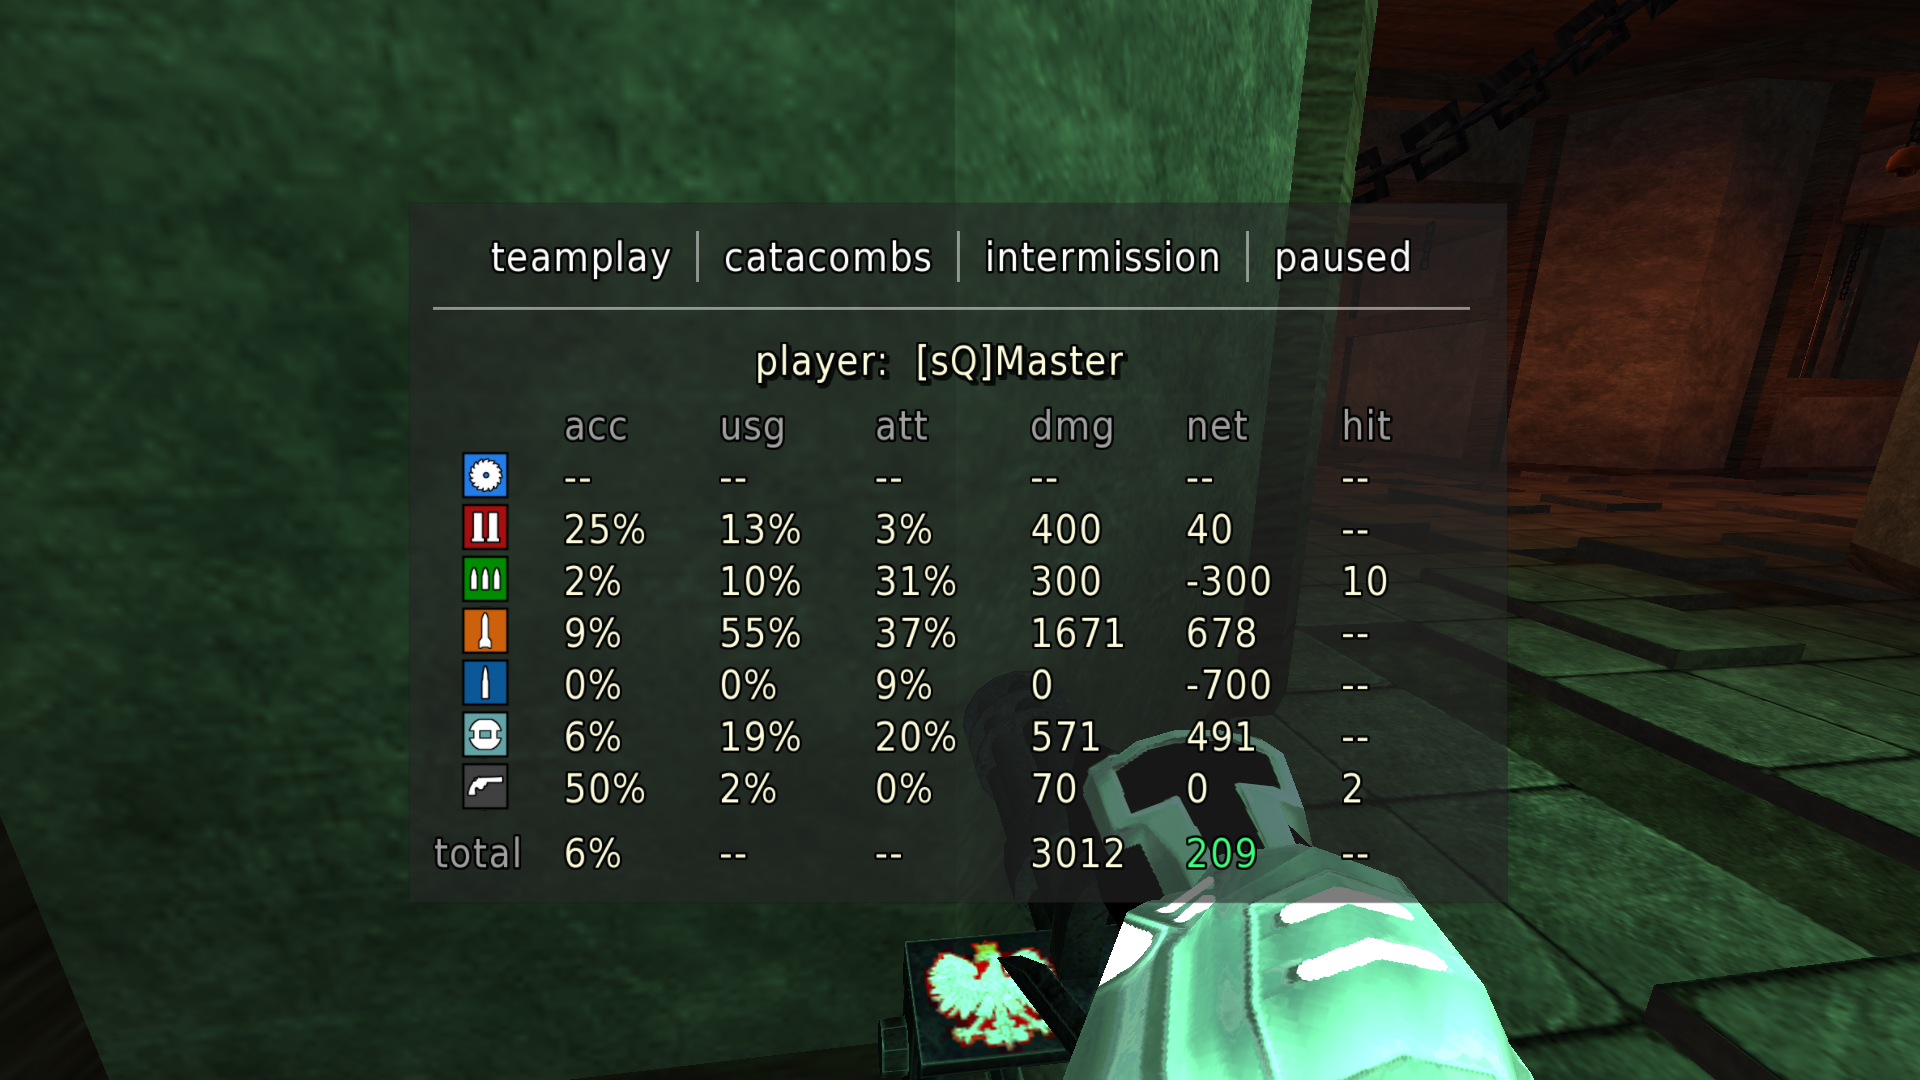 teamplay | catacombs | intermission | paused
player: [sQ]Master
acc usg att dmg net hit
-- -- -- -- -- --
25% 13% 3% 400 40 --
2% 10% 31% 300 -300 10
9% 55% 37% 1671 678 --
0% 0% 9% 0 -700 --
6% 19% 20% 571 491 --
50% 2% 0% 70 0 2
total 6% -- -- 3012 209 --